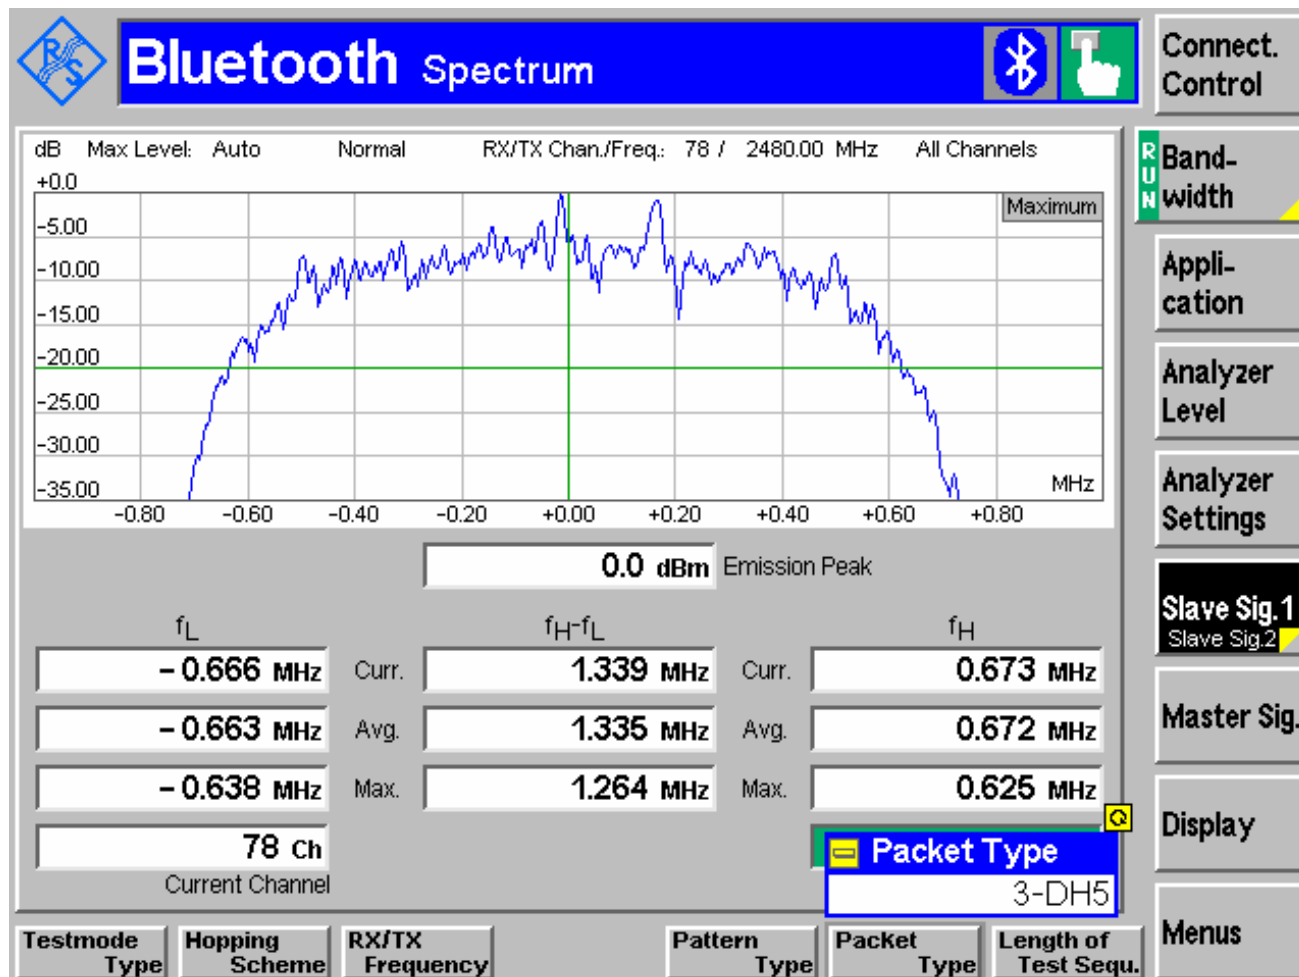 R S
Bluetooth Spectrum
Connect.
Control
dB Max Level: Auto Normal RX/TX Chan./Freq.: 78 / 2480.00 MHz All Channels
+0.0
Maximum
-5.00
-10.00
-15.00
-20.00
-25.00
-30.00
-35.00
MHz
-0.80 -0.60 -0.40 -0.20 +0.00 +0.20 +0.40 +0.60 +0.80
RUN
Band-
width
Appli-
cation
Analyzer
Level
Analyzer
Settings
Slave Sig.1
Slave Sig.2
Master Sig.
Display
Menus
0.0 dBm Emission Peak
fL fH-fL fH
-0.666 MHz Curr. 1.339 MHz Curr. 0.673 MHz
-0.663 MHz Avg. 1.335 MHz Avg. 0.672 MHz
-0.638 MHz Max. 1.264 MHz Max. 0.625 MHz
78 Ch
Current Channel
Packet Type
3-DH5
Testmode
Type
Hopping
Scheme
RX/TX
Frequency
Pattern
Type
Packet
Type
Length of
Test Sequ.